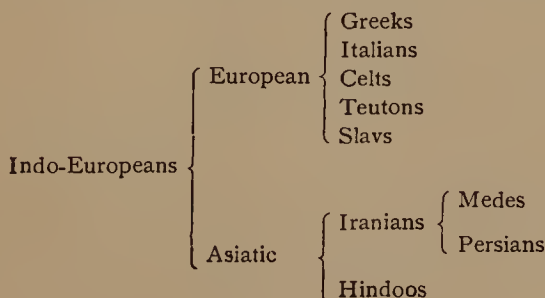 Greeks
Italians
European
Celts
Teutons
Slavs
Indo-Europeans
Medes
Iranians
Persians
Asiatic
Hindoos